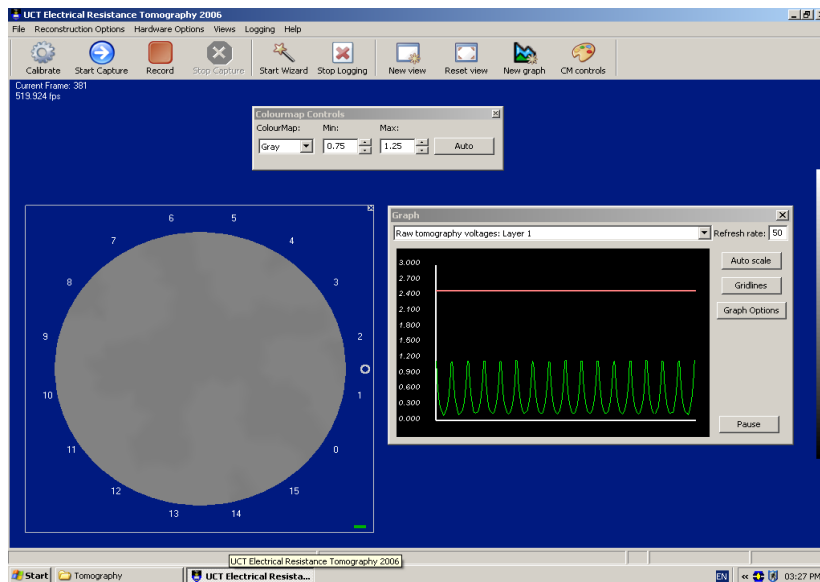 UCT Electrical Resistance Tomography 2006
File Reconstruction Options Hardware Options Views Logging Help
Calibrate Start Capture Record Stop Capture Start Wizard Stop Logging New view Reset view New graph CM controls
Current Frame: 381
519.924 fps
Colourmap Controls
ColourMap: Min: Max:
Gray 0.75 1.25 Auto
Graph
Raw tomography voltages: Layer 1 Refresh rate: 50
Auto scale
Gridlines
Graph Options
Pause
3.000
2.700
2.400
2.100
1.800
1.600
1.200
0.900
0.600
0.300
0.000
6 5
7 4
8 3
9 2
10 1
11 0
12 15
13 14
UCT Electrical Resistance Tomography 2006
Start Tomography UCT Electrical Resista... EN « 03:27 PM